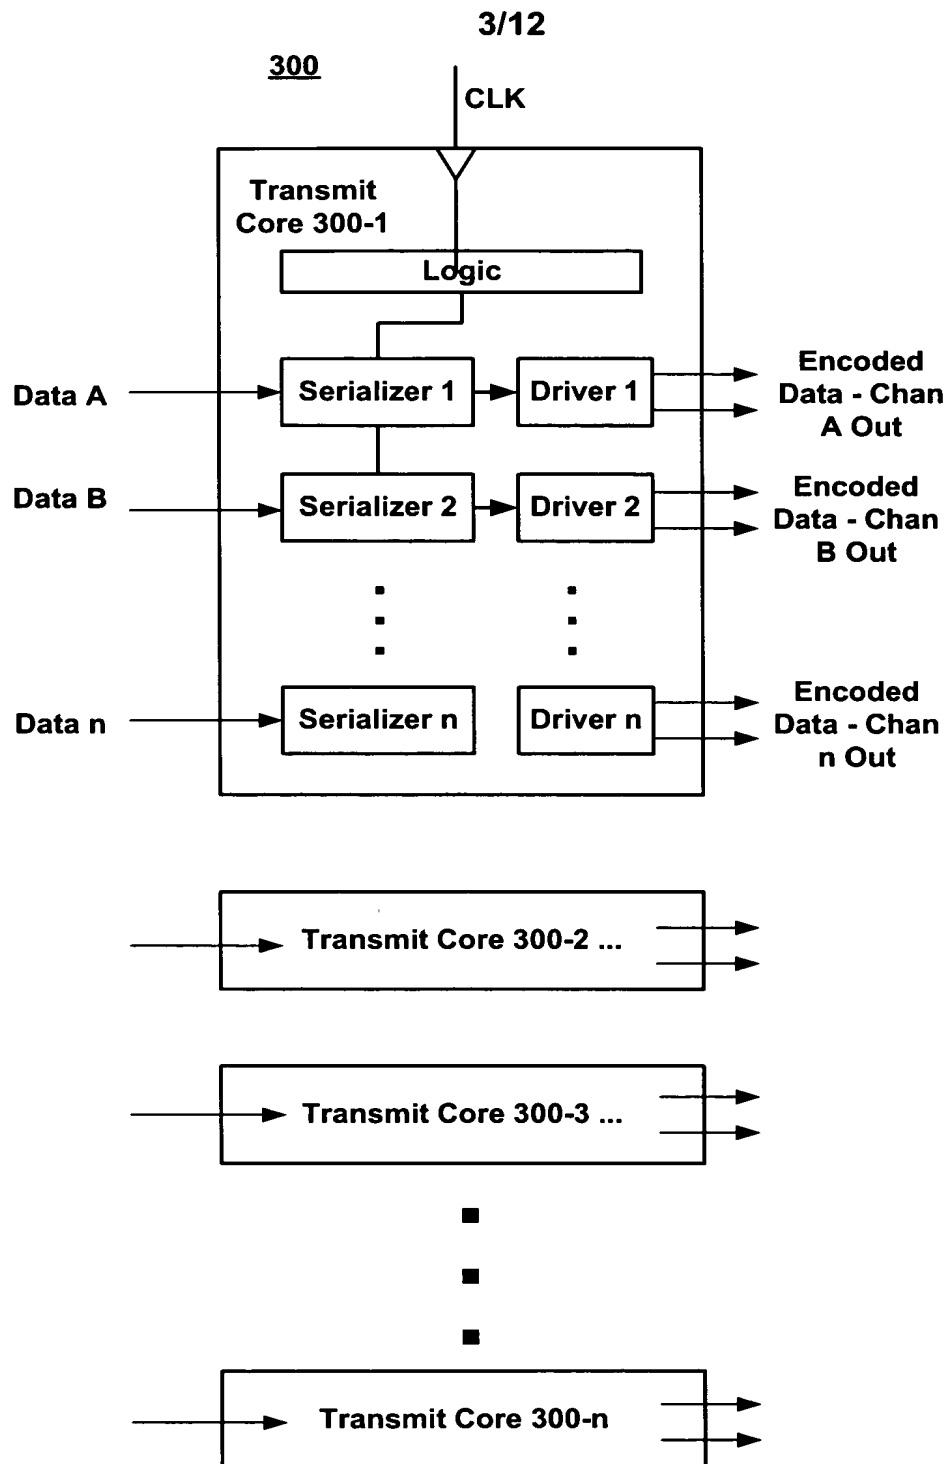 3/12
300
CLK
Transmit
Core 300-1
Logic
Data A
Serializer 1
Driver 1
Encoded
Data - Chan
A Out
Data B
Serializer 2
Driver 2
Encoded
Data - Chan
B Out
Data n
Serializer n
Driver n
Encoded
Data - Chan
n Out
Transmit Core 300-2 ...
Transmit Core 300-3 ...
Transmit Core 300-n